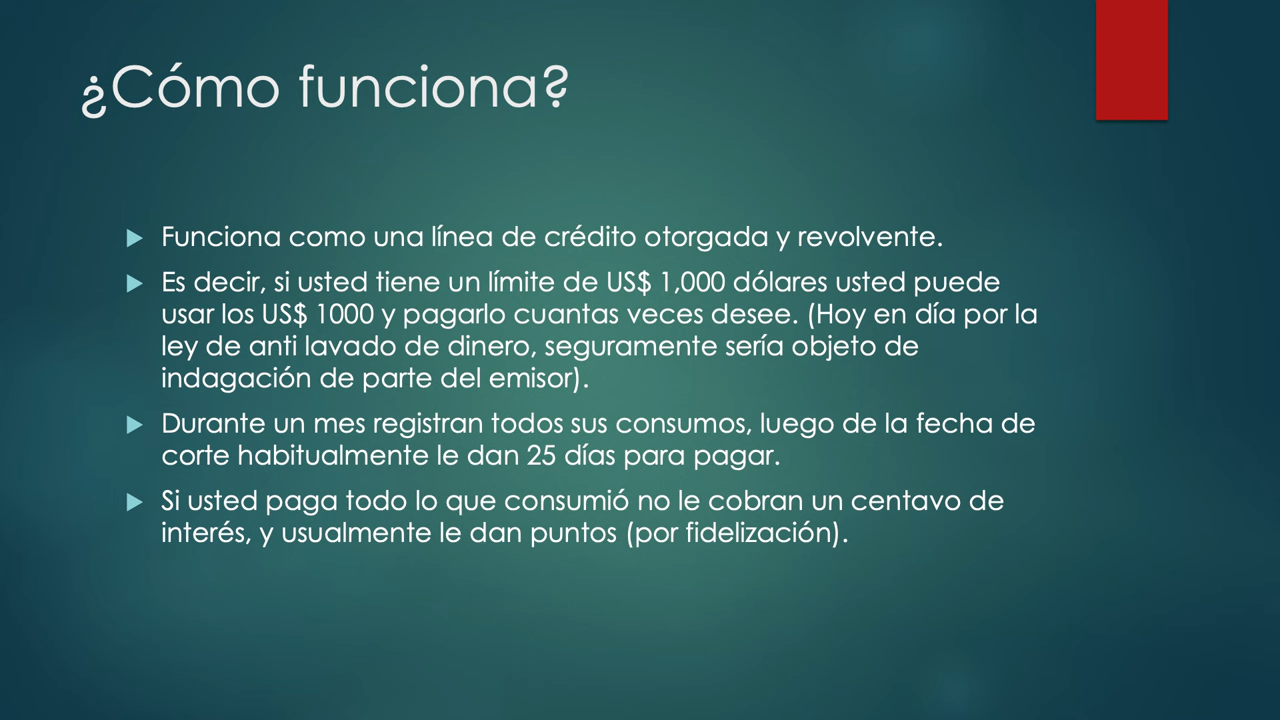 ¿Cómo funciona?
Funciona como una línea de crédito otorgada y revolvente.
Es decir, si usted tiene un límite de US$ 1,000 dólares usted puede
usar los US$ 1000 y pagarlo cuantas veces desee. (Hoy en día por la
ley de anti lavado de dinero, seguramente sería objeto de
indagación de parte del emisor).
Durante un mes registran todos sus consumos, luego de la fecha de
corte habitualmente le dan 25 días para pagar.
Si usted paga todo lo que consumió no le cobran un centavo de
interés, y usualmente le dan puntos (por fidelización).